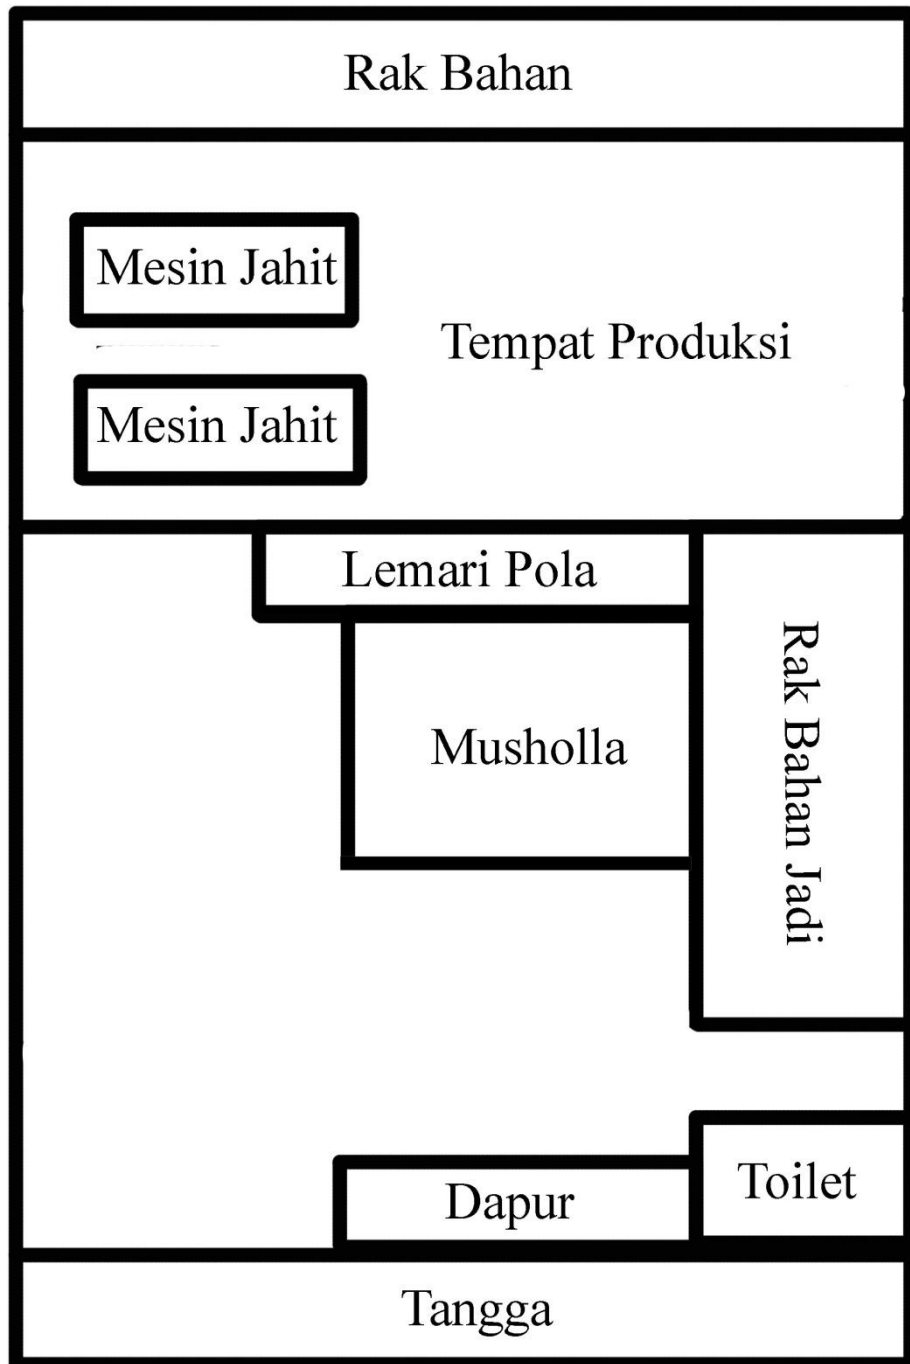 Rak Bahan
Mesin Jahit
Tempat Produksi
Mesin Jahit
Lemari Pola
Rak Bahan Jadi
Musholla
Toilet
Dapur
Tangga